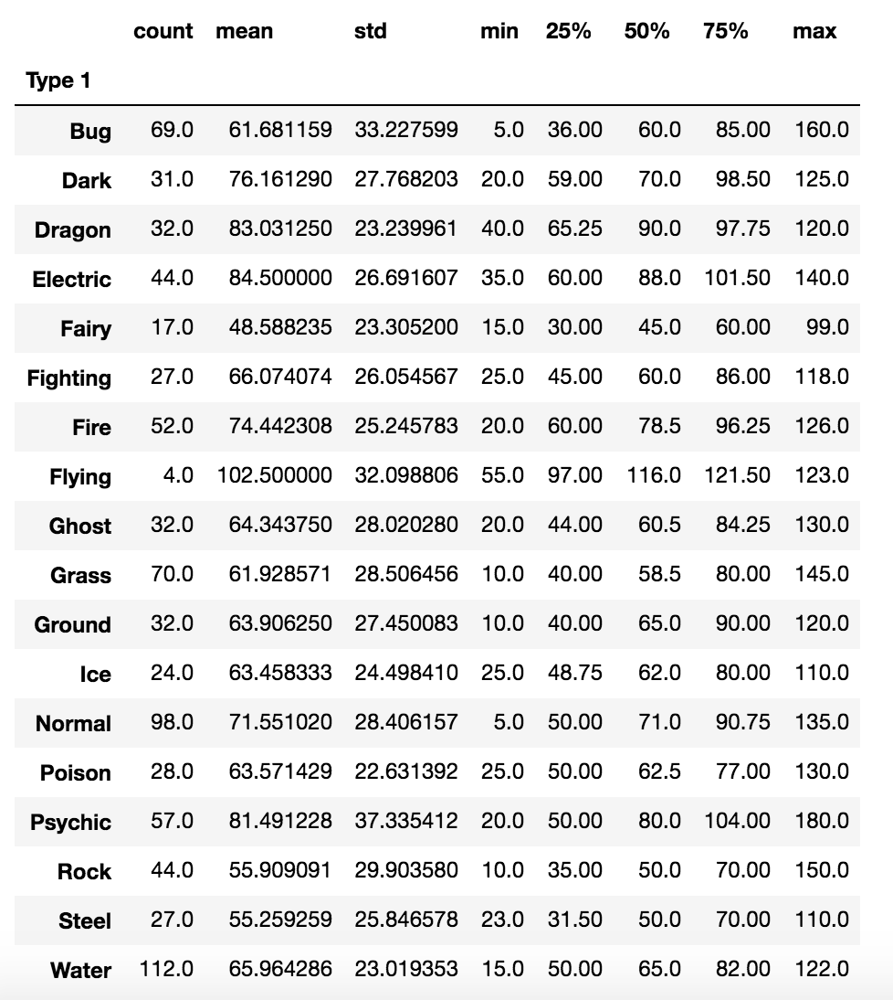 count mean std min 25% 50% 75% max
Type 1
Bug 69.0 61.681159 33.227599 5.0 36.00 60.0 85.00 160.0
Dark 31.0 76.161290 27.768203 20.0 59.00 70.0 98.50 125.0
Dragon 32.0 83.031250 23.239961 40.0 65.25 90.0 97.75 120.0
Electric 44.0 84.500000 26.691607 35.0 60.00 88.0 101.50 140.0
Fairy 17.0 48.588235 23.305200 15.0 30.00 45.0 60.00 99.0
Fighting 27.0 66.074074 26.054567 25.0 45.00 60.0 86.00 118.0
Fire 52.0 74.442308 25.245783 20.0 60.00 78.5 96.25 126.0
Flying 4.0 102.500000 32.098806 55.0 97.00 116.0 121.50 123.0
Ghost 32.0 64.343750 28.020280 20.0 44.00 60.5 84.25 130.0
Grass 70.0 61.928571 28.506456 10.0 40.00 58.5 80.00 145.0
Ground 32.0 63.906250 27.450083 10.0 40.00 65.0 90.00 120.0
Ice 24.0 63.458333 24.498410 25.0 48.75 62.0 80.00 110.0
Normal 98.0 71.551020 28.406157 5.0 50.00 71.0 90.75 135.0
Poison 28.0 63.571429 22.631392 25.0 50.00 62.5 77.00 130.0
Psychic 57.0 81.491228 37.335412 20.0 50.00 80.0 104.00 180.0
Rock 44.0 55.909091 29.903580 10.0 35.00 50.0 70.00 150.0
Steel 27.0 55.259259 25.846578 23.0 31.50 50.0 70.00 110.0
Water 112.0 65.964286 23.019353 15.0 50.00 65.0 82.00 122.0